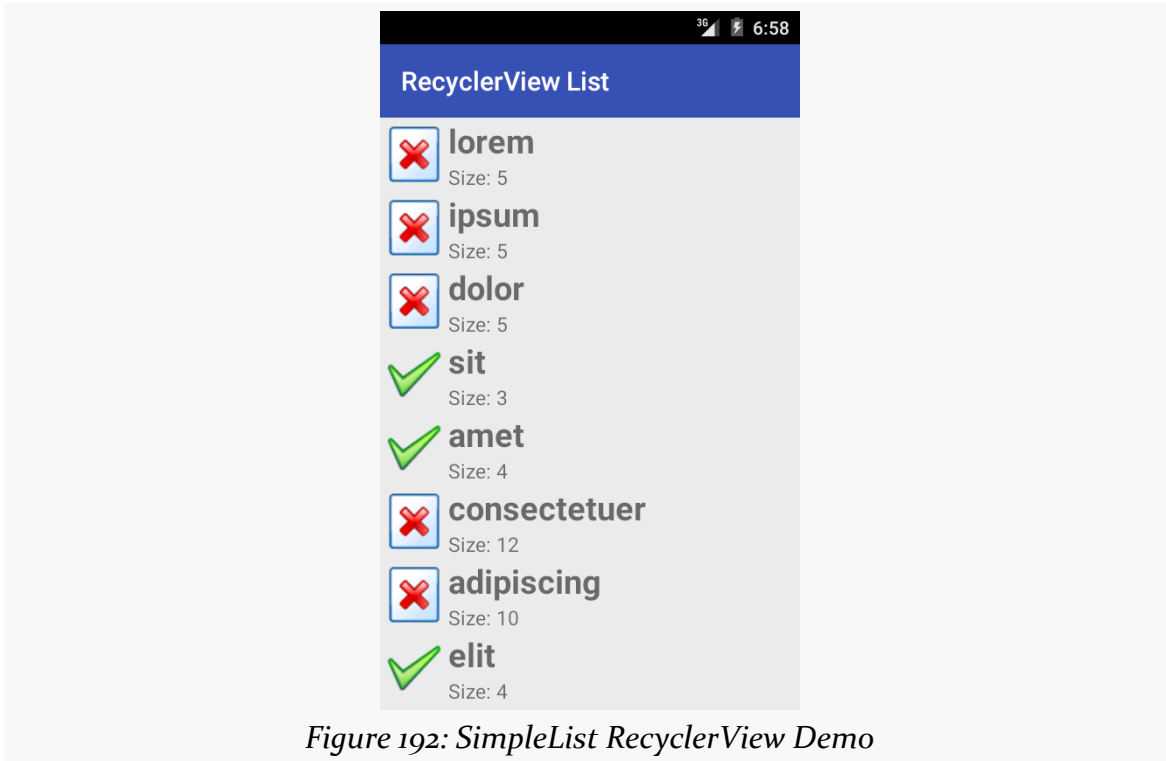 3G 6:58
RecyclerView List
lorem
Size: 5
ipsum
Size: 5
dolor
Size: 5
sit
Size: 3
amet
Size: 4
consectetuer
Size: 12
adipiscing
Size: 10
elit
Size: 4
Figure 192: SimpleList RecyclerView Demo